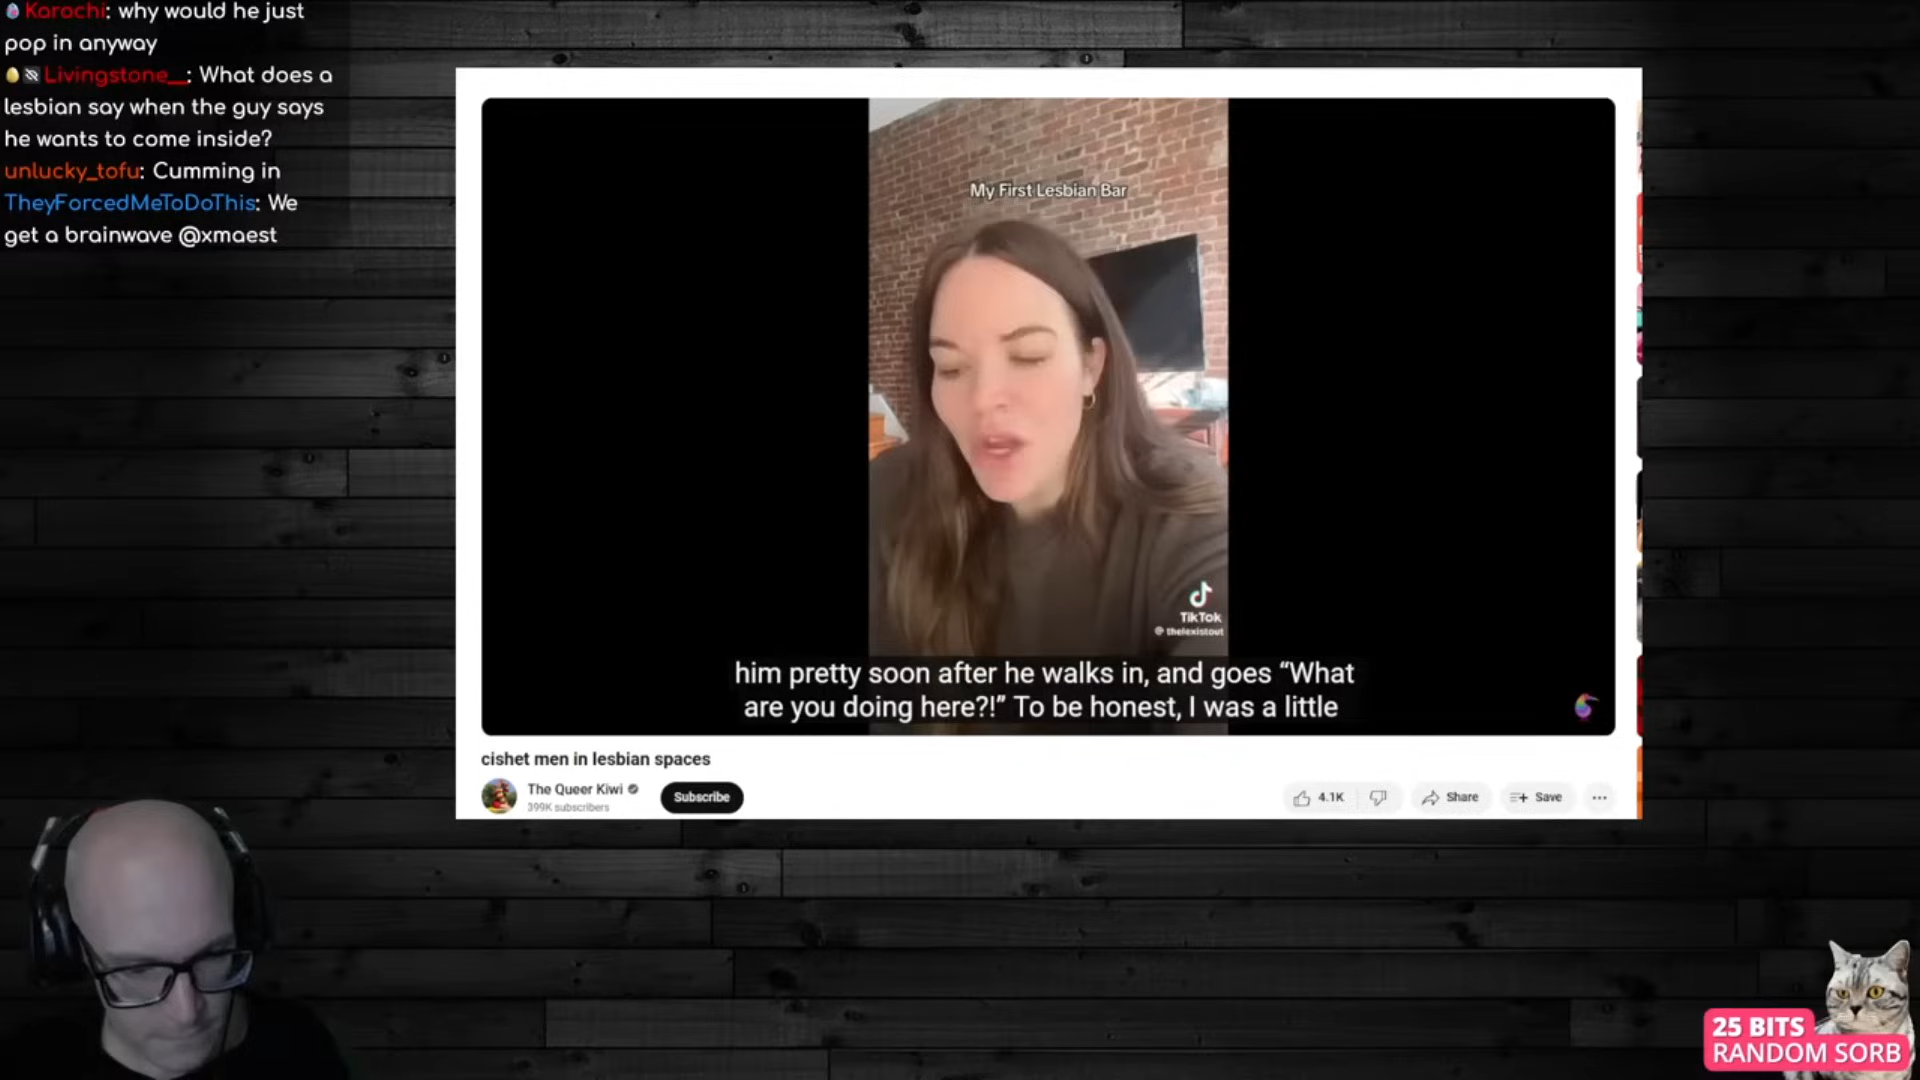 Karochi: why would he just
pop in anyway
Livingstone__: What does a
lesbian say when the guy says
he wants to come inside?
unlucky_tofu: Cumming in
TheyForcedMeToDoThis: We
get a brainwave @xmaest
My First Lesbian Bar
TikTok
@thelexistout
him pretty soon after he walks in, and goes “What
are you doing here?!” To be honest, I was a little
cishet men in lesbian spaces
The Queer Kiwi
399K subscribers
Subscribe
4.1K
Share
Save
25 BITS
RANDOM SORB